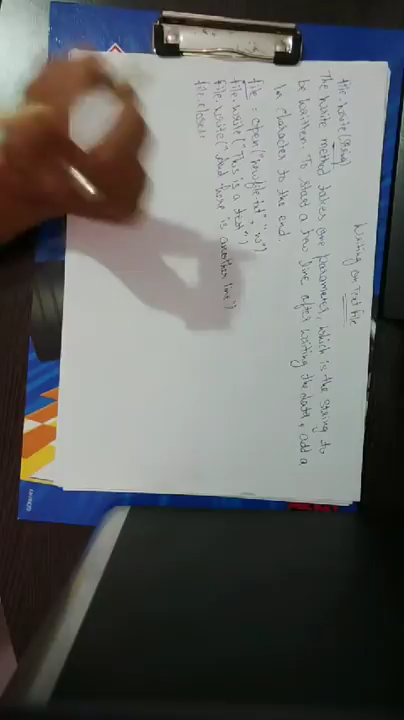 Writing on Text File
file.write(String)
The write method takes one parameter, which is the string to
be written. To start a new line after writing the data, add a
\n character to the end.
file = open("newfile.txt", "w")
file.write("This is a text")
file.write("And here is another line")
file.close()